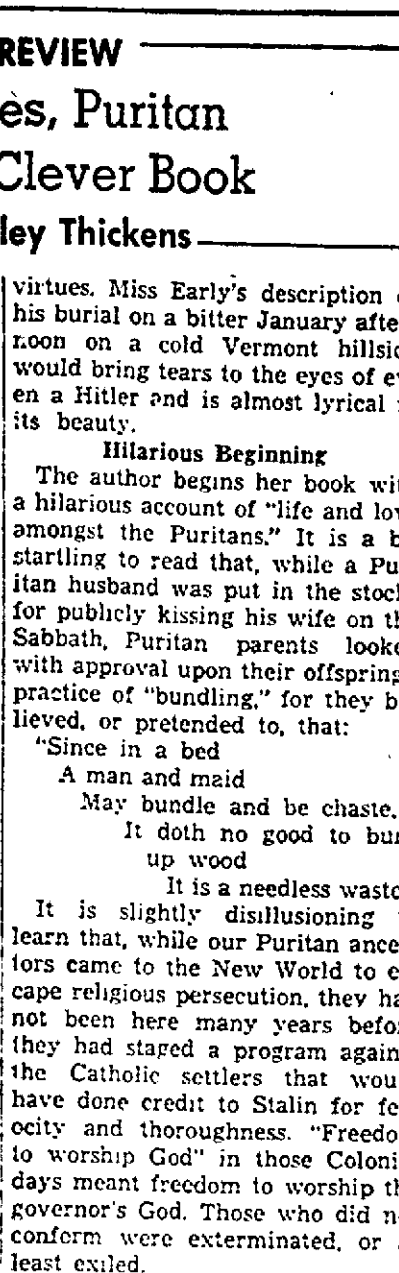 REVIEW
es, Puritan
Clever Book
ley Thickens
virtues. Miss Early's description
his burial on a bitter January after
noon on a cold Vermont hillsid
would bring tears to the eyes of ev
en a Hitler and is almost lyrical
its beauty.
Hilarious Beginning
The author begins her book wit
a hilarious account of "life and lov
amongst the Puritans." It is a b
startling to read that, while a Pu
itan husband was put in the stock
for publicly kissing his wife on th
Sabbath, Puritan parents looke
with approval upon their offspring'
practice of "bundling," for they b
lieved, or pretended to, that:
"Since in a bed
A man and maid
May bundle and be chaste,
It doth no good to bur
up wood
It is a needless waste
It is slightly disillusioning
learn that, while our Puritan ances
tors came to the New World to e
cape religious persecution, they ha
not been here many years befor
they had staged a program again
the Catholic settlers that woul
have done credit to Stalin for fe
ocity and thoroughness. "Freedo
to worship God" in those Coloni
days meant freedom to worship th
governor's God. Those who did n
conform were exterminated, or
least exiled.